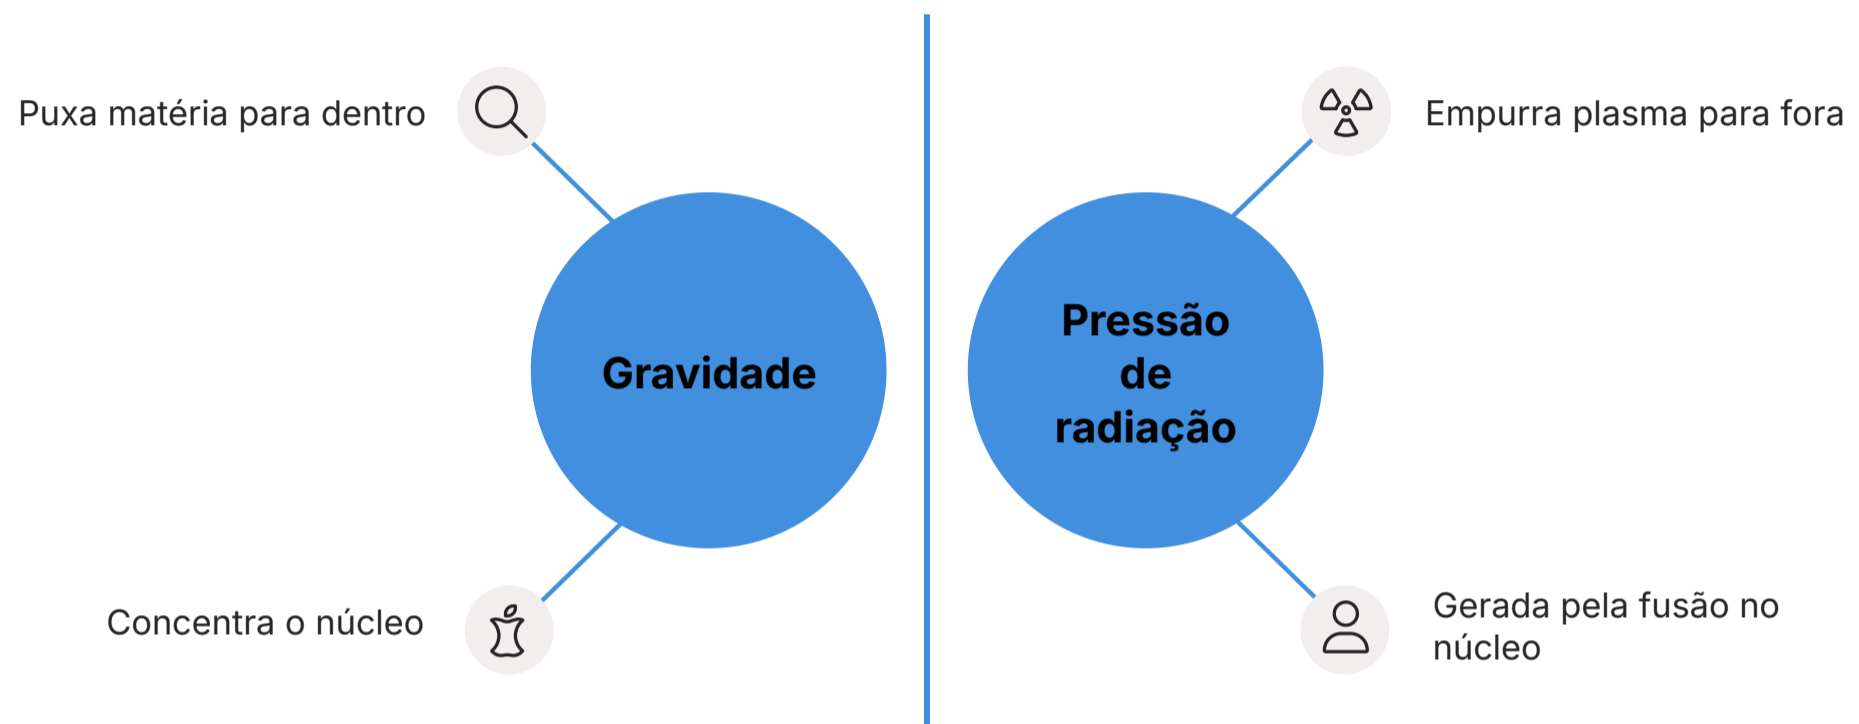 Puxa matéria para dentro
Gravidade
Concentra o núcleo
Empurra plasma para fora
Pressão
de
radiação
Gerada pela fusão no
núcleo